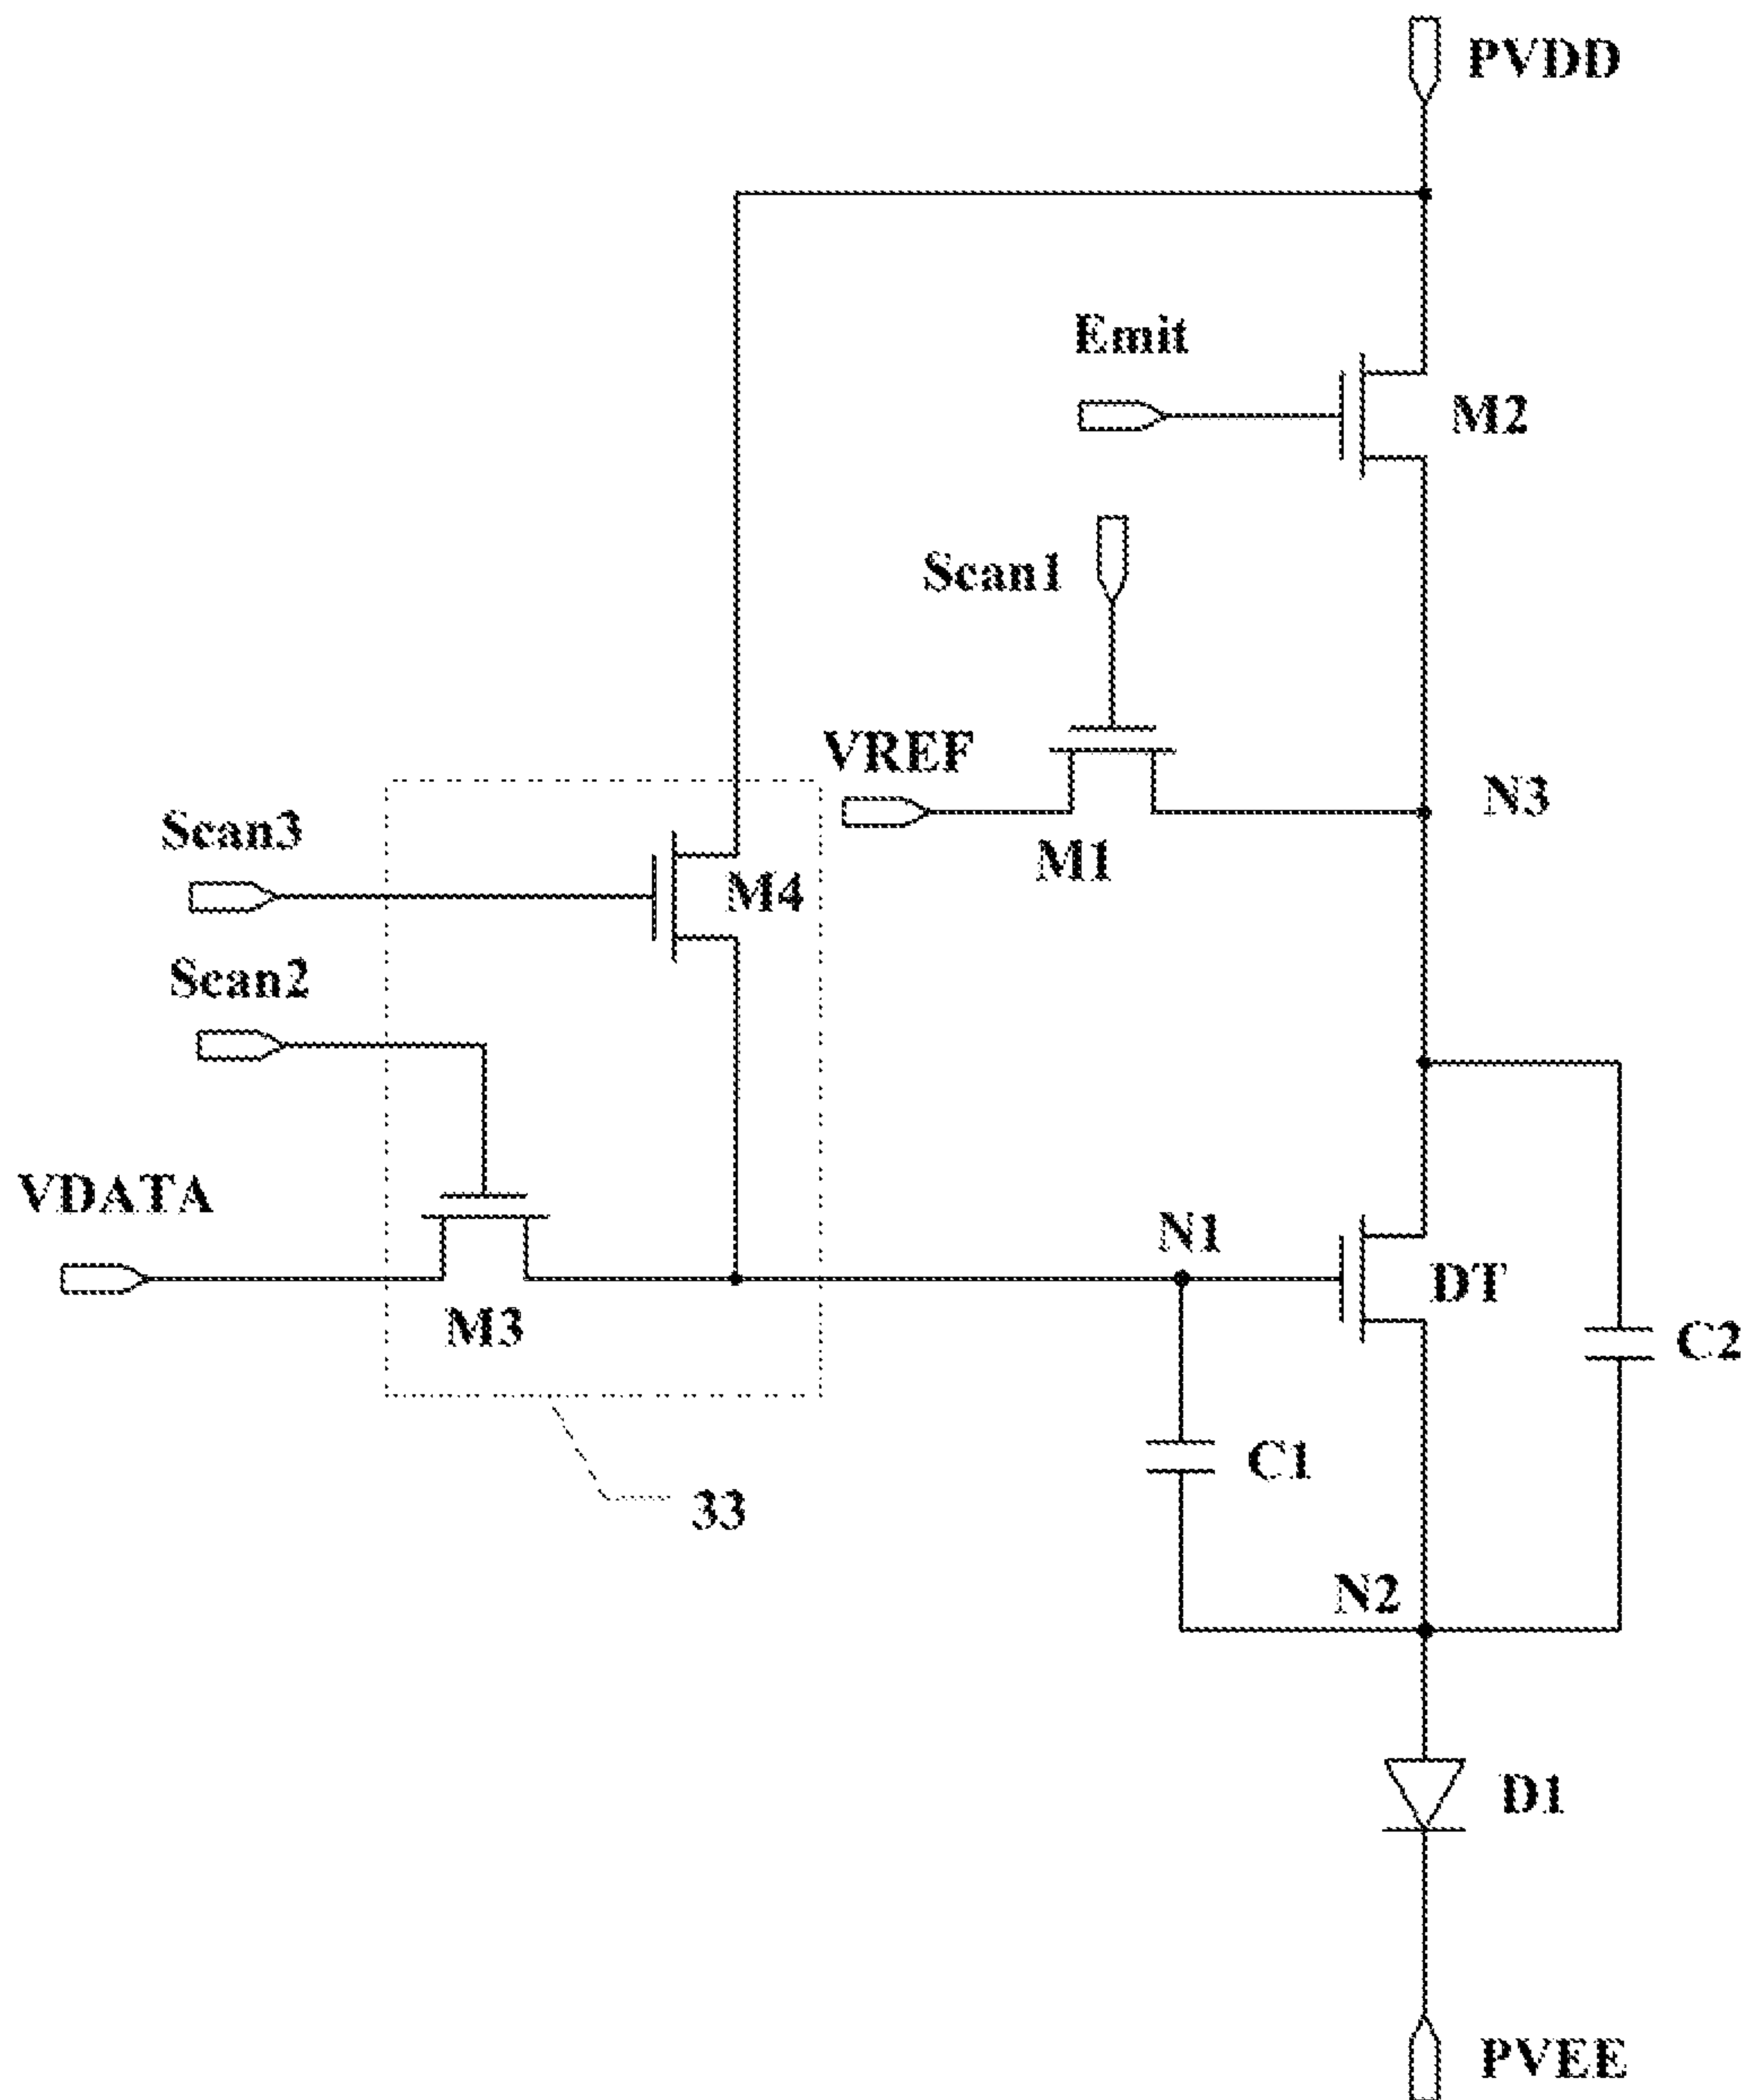 PVDD
Emit
M2
Scan1
VREF
N3
Scan3
M1
M4
Scan2
VDATA
N1
DT
M3
C2
C1
33
N2
D1
PVEE